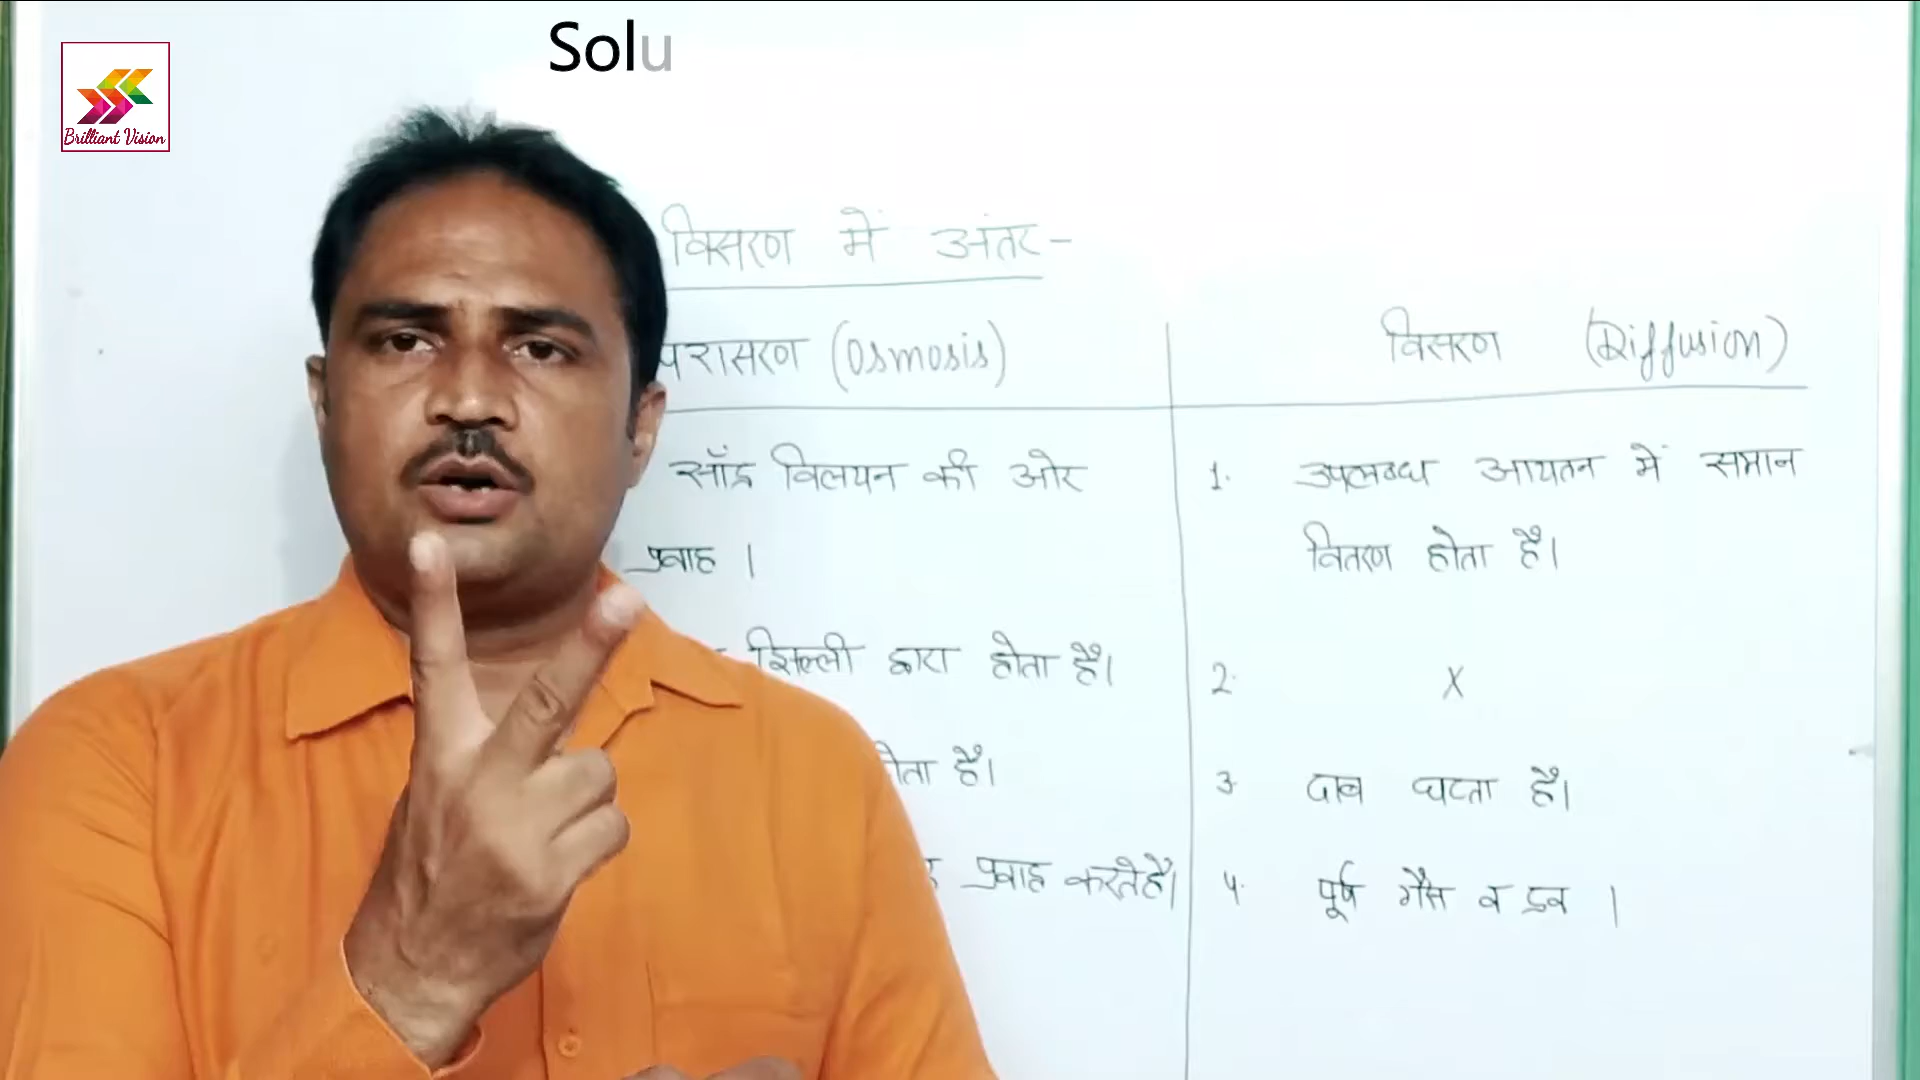 Solu
Brilliant Vision
विसरण में अंतर-
परासरण (Osmosis)
विसरण (Diffusion)
साँद्र विलयन की ओर
प्रवाह ।
झिल्ली द्वारा होता है।
होता है।
प्रवाह करते है।
1. उपलब्ध आयतन में समान
वितरण होता है।
2. X
3. दाब घटता है।
4. पूर्ण गैस व द्रव ।